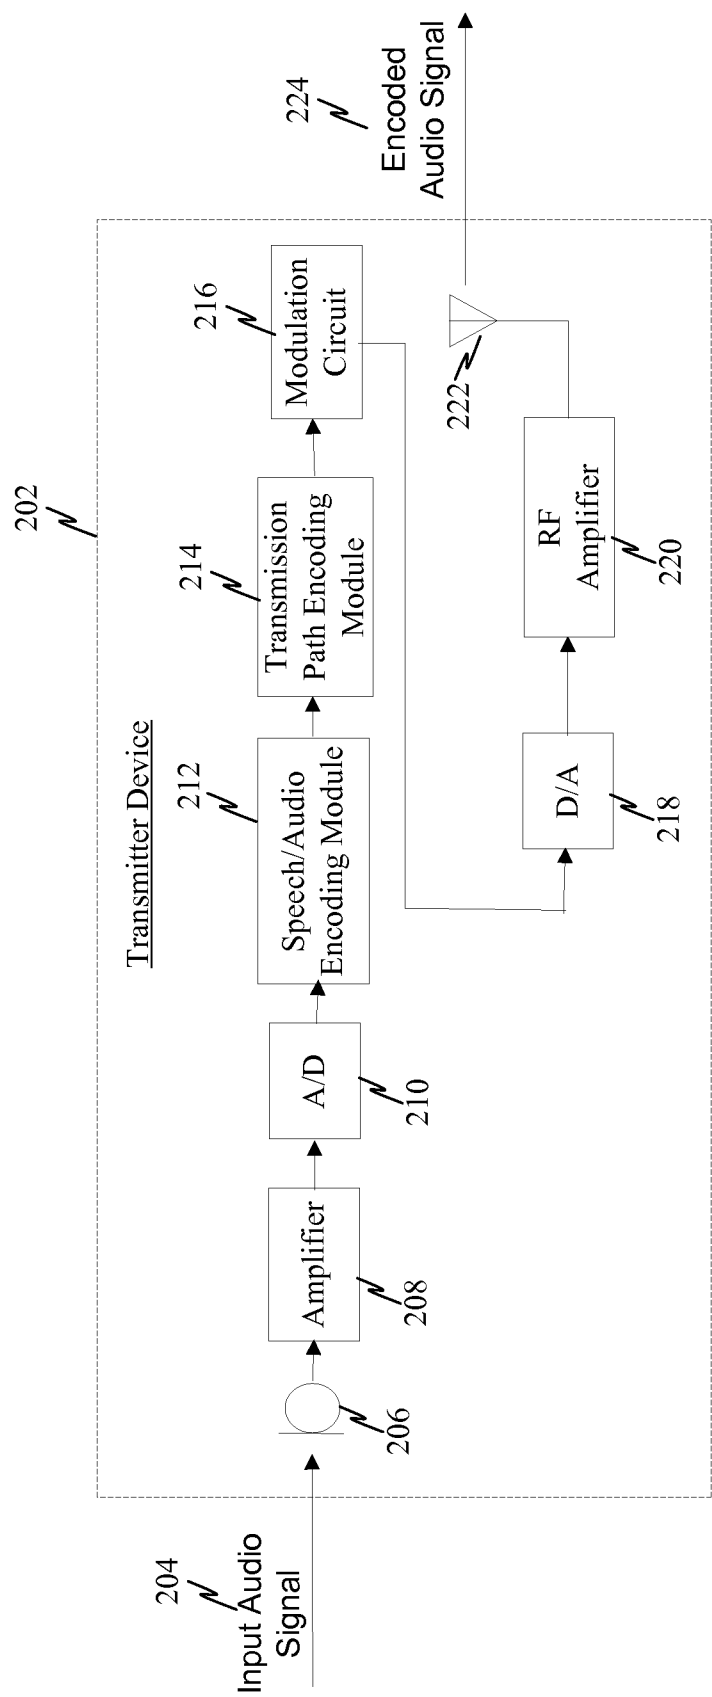 202
Transmitter Device
204
Input Audio
Signal
206
Amplifier
208
A/D
210
212
Speech/Audio
Encoding Module
214
Transmission
Path Encoding
Module
216
Modulation
Circuit
D/A
218
RF
Amplifier
220
222
224
Encoded
Audio Signal